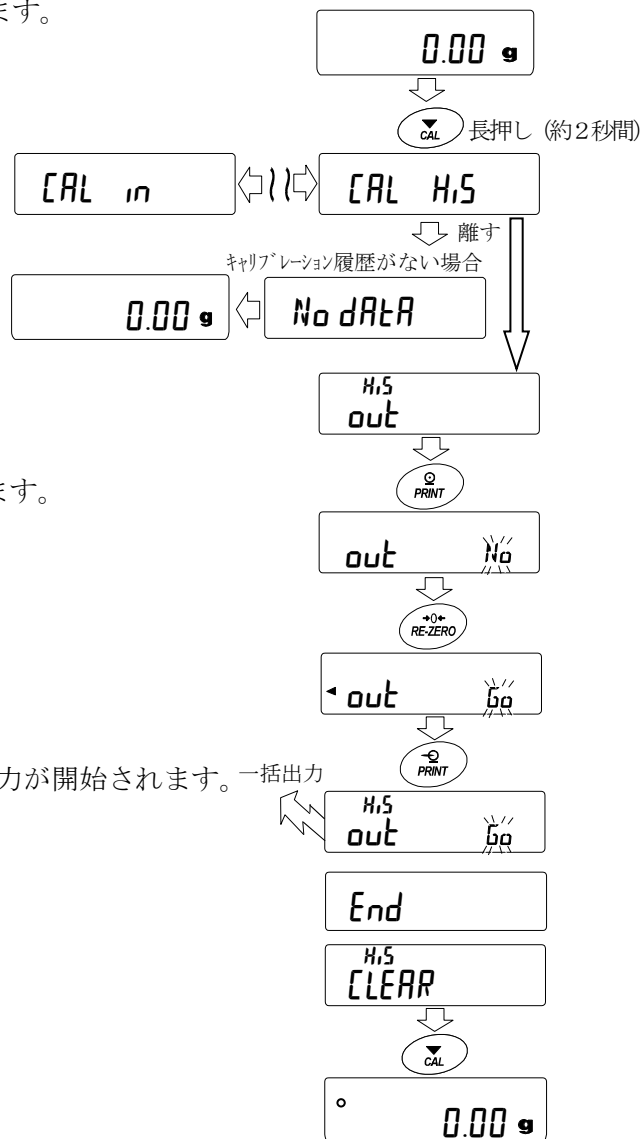 ます。
0.00 g
CAL 長押し (約２秒間)
CAL in
CAL HiS
離す
ｷｬﾘﾌﾞﾚｰｼｮﾝ履歴がない場合
0.00 g
No dAtA
HiS
out
ます。
PRINT
out No
→0←
RE-ZERO
out Go
PRINT
力が開始されます。
一括出力
HiS
out Go
End
HiS
CLEAR
CAL
0.00 g